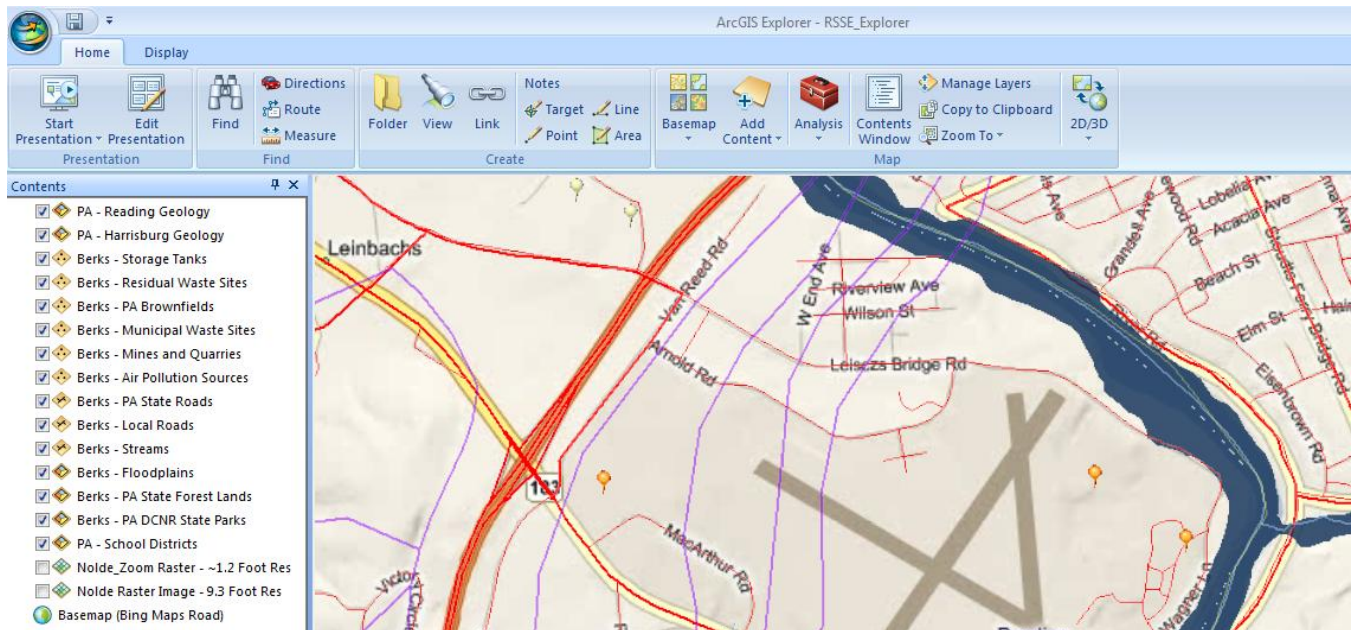 ArcGIS Explorer - RSSE_Explorer
Home Display
Start Presentation
Edit Presentation
Presentation
Find
Directions
Route
Measure
Find
Folder
View
Link
Notes
Target Line
Point Area
Create
Basemap
Add Content
Analysis
Contents Window
Manage Layers
Copy to Clipboard
Zoom To
Map
2D/3D
Contents
PA - Reading Geology
PA - Harrisburg Geology
Berks - Storage Tanks
Berks - Residual Waste Sites
Berks - PA Brownfields
Berks - Municipal Waste Sites
Berks - Mines and Quarries
Berks - Air Pollution Sources
Berks - PA State Roads
Berks - Local Roads
Berks - Streams
Berks - Floodplains
Berks - PA State Forest Lands
Berks - PA DCNR State Parks
PA - School Districts
Nolde_Zoom Raster - ~1.2 Foot Res
Nolde Raster Image - 9.3 Foot Res
Basemap (Bing Maps Road)
Leinbachs
Van Reed Rd
W End Ave
Riverview Ave
Wilson St
Leisczs Bridge Rd
Arnold Rd
183
MacArthur Rd
Grandell Ave
Lobelia
Acacia Ave
Beach St
Elm St
Eisenbrown Rd
Bridge Rd